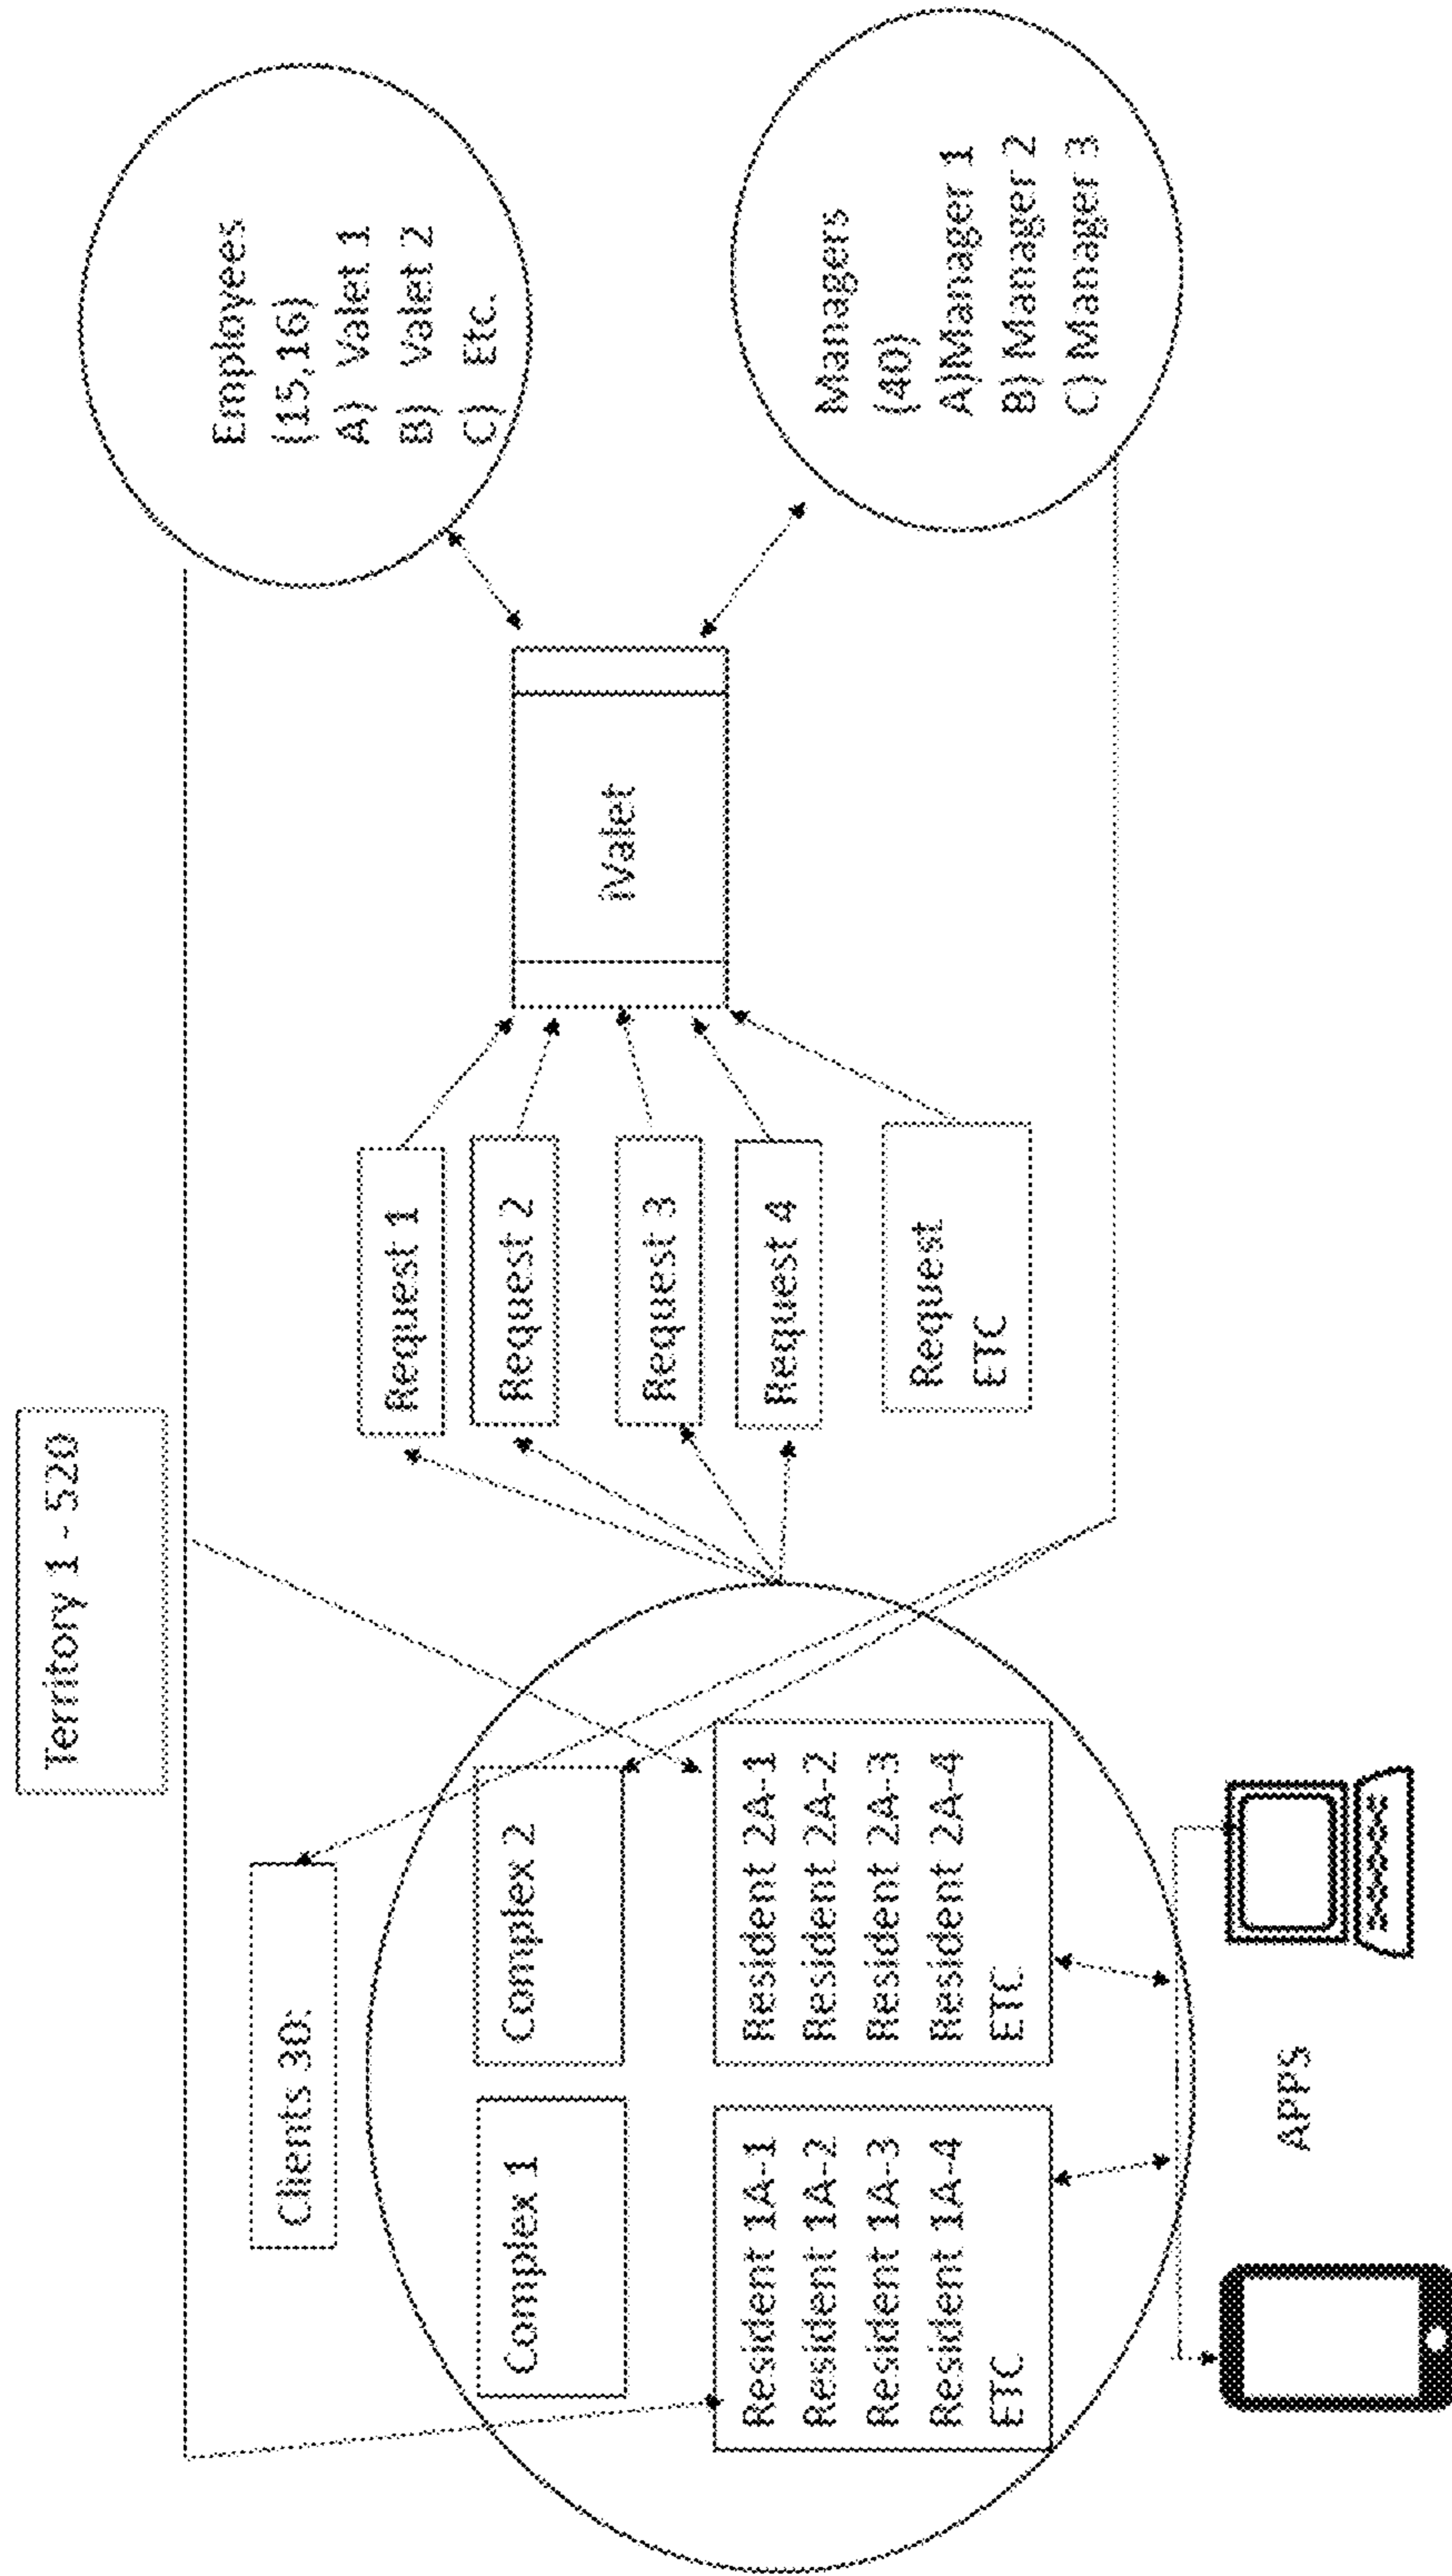 Territory 1 - 520
Clients 30:
Complex 1
Complex 2
Resident 1A-1
Resident 1A-2
Resident 1A-3
Resident 1A-4
ETC
Resident 2A-1
Resident 2A-2
Resident 2A-3
Resident 2A-4
ETC
APPS
Request 1
Request 2
Request 3
Request 4
Request
ETC
iValet
Employees
(15,16)
A) Valet 1
B) Valet 2
C) Etc.
Managers
(40)
A)Manager 1
B) Manager 2
C) Manager 3